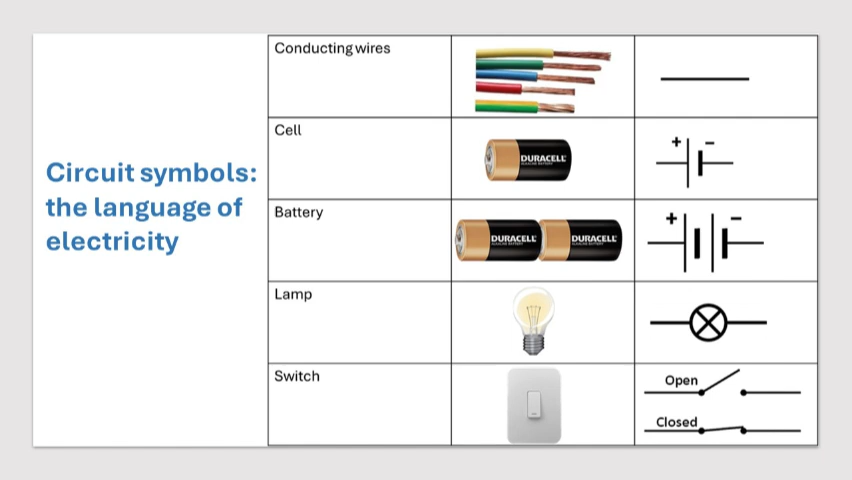 Circuit symbols:
the language of
electricity
Conducting wires
Cell
DURACELL
+ −
Battery
DURACELL DURACELL
+ −
Lamp
Switch
Open
Closed